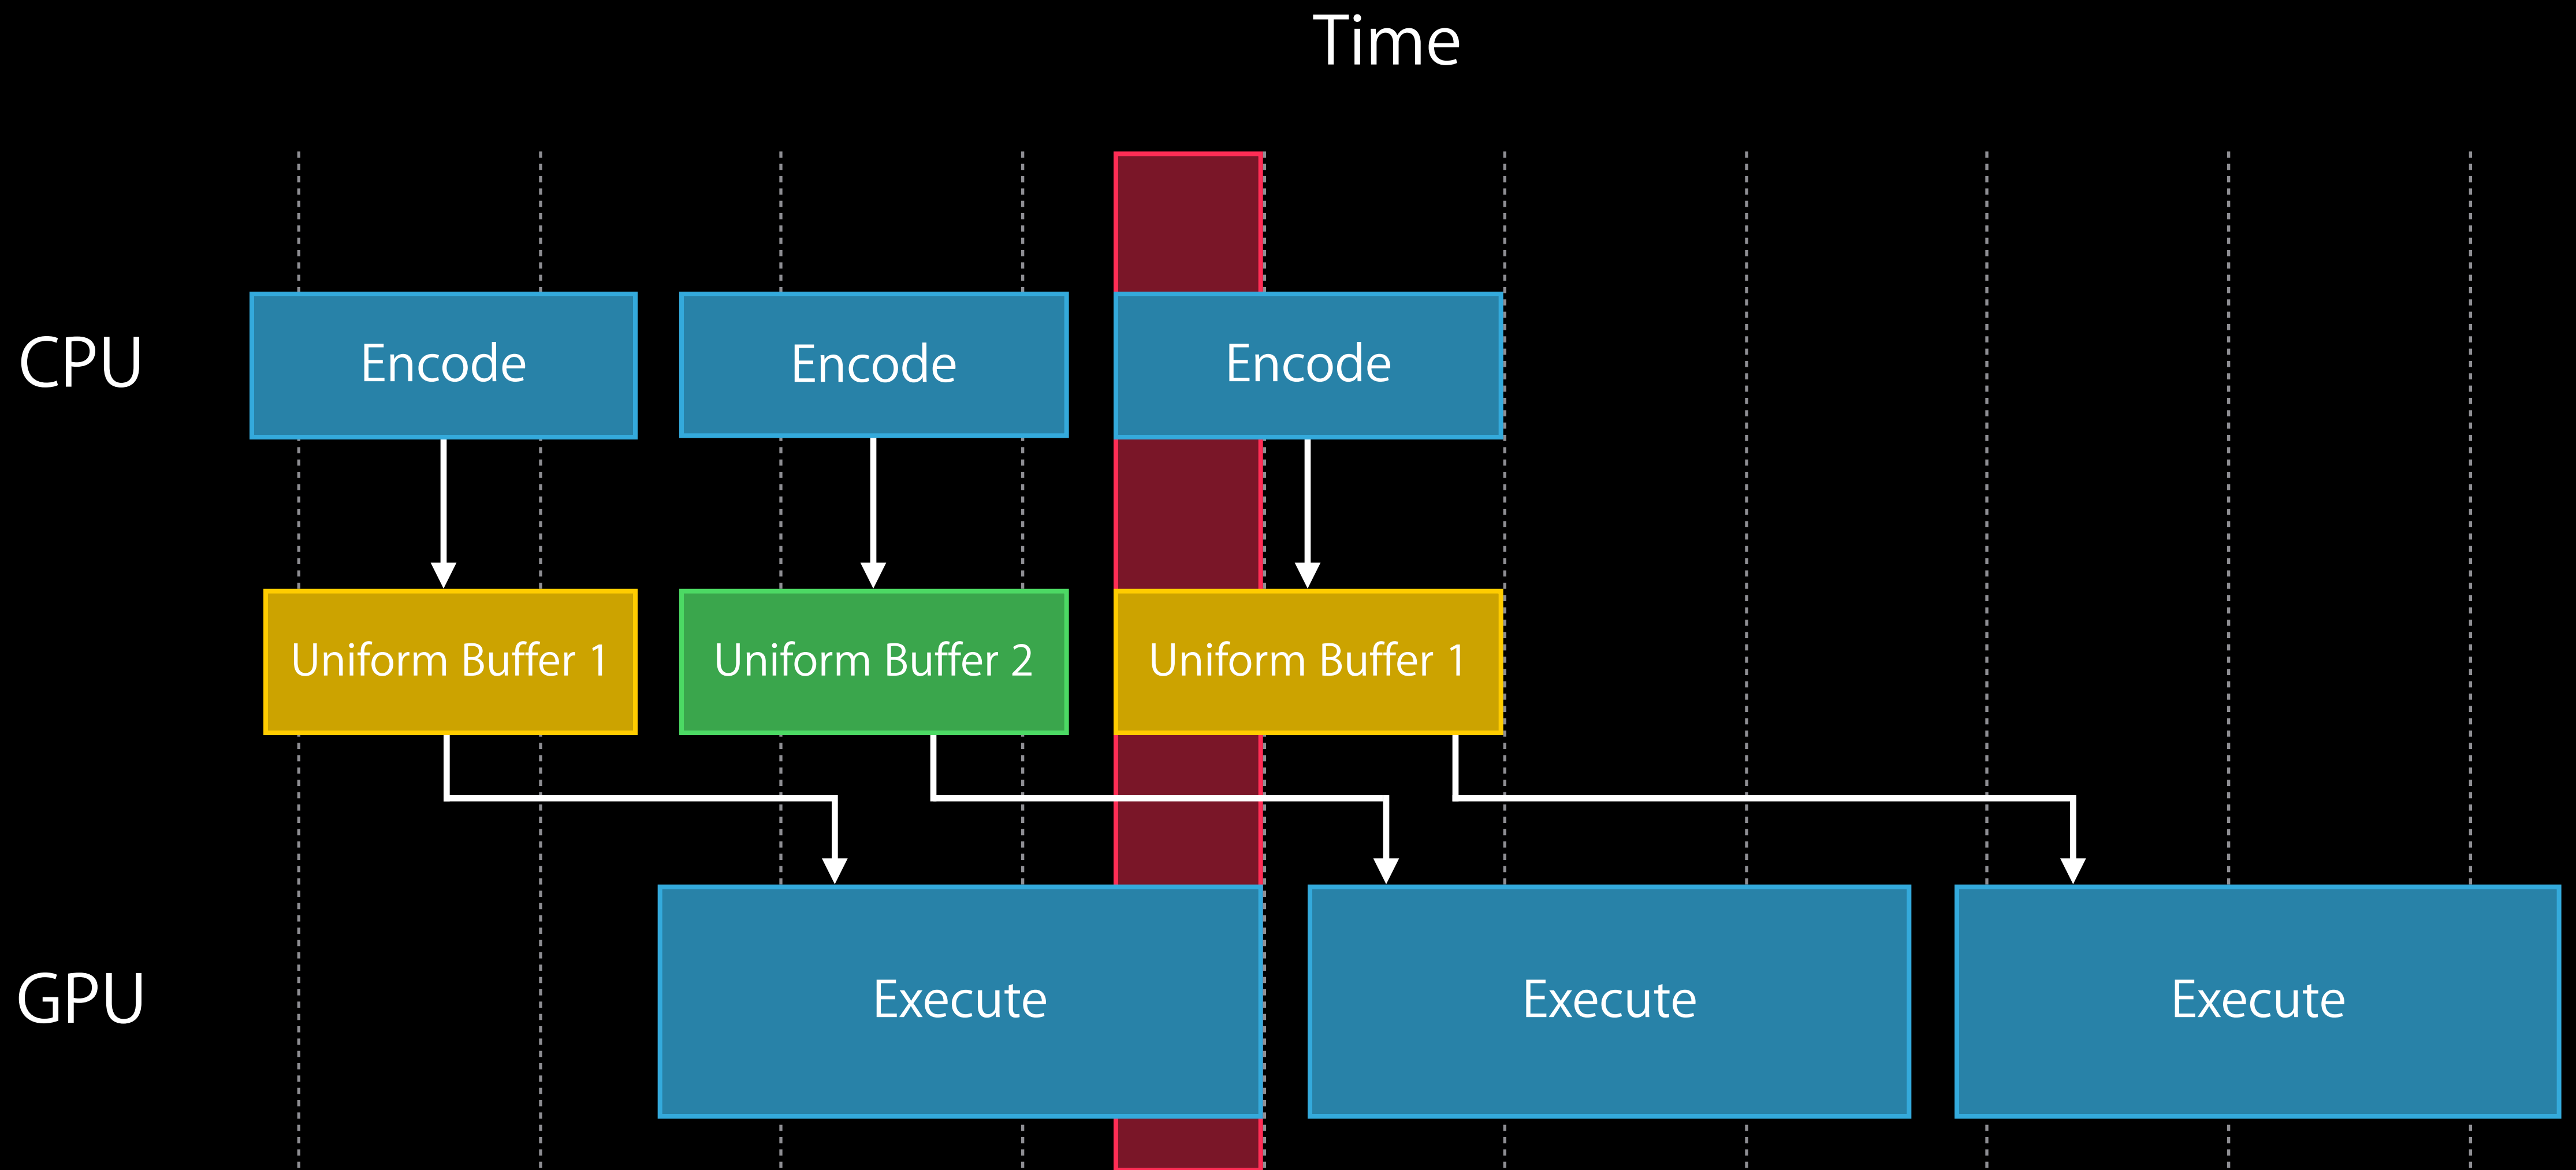 Time
CPU
Encode
Encode
Encode
Uniform Buffer 1
Uniform Buffer 2
Uniform Buffer 1
GPU
Execute
Execute
Execute